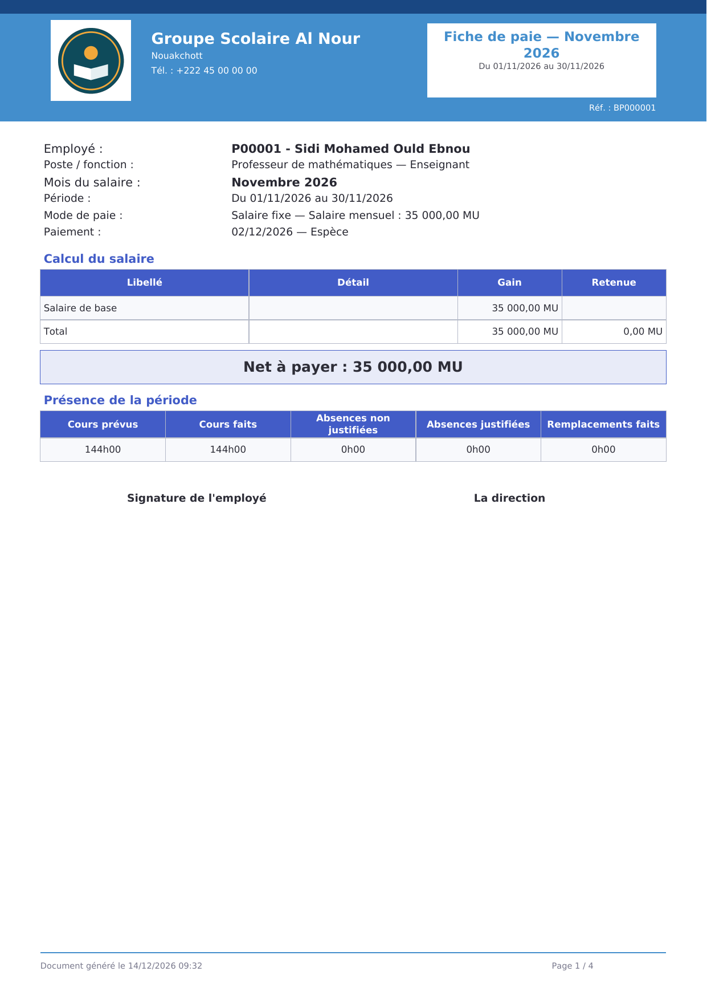 Groupe Scolaire Al Nour
Nouakchott
Tél. : +222 45 00 00 00
Fiche de paie — Novembre
2026
Du 01/11/2026 au 30/11/2026
Réf. : BP000001
Employé : P00001 - Sidi Mohamed Ould Ebnou
Poste / fonction : Professeur de mathématiques — Enseignant
Mois du salaire : Novembre 2026
Période : Du 01/11/2026 au 30/11/2026
Mode de paie : Salaire fixe — Salaire mensuel : 35 000,00 MU
Paiement : 02/12/2026 — Espèce
Calcul du salaire
Libellé Détail Gain Retenue
Salaire de base 35 000,00 MU
Total 35 000,00 MU 0,00 MU
Net à payer : 35 000,00 MU
Présence de la période
Cours prévus Cours faits Absences non justifiées Absences justifiées Remplacements faits
144h00 144h00 0h00 0h00 0h00
Signature de l'employé La direction
Document généré le 14/12/2026 09:32 Page 1 / 4